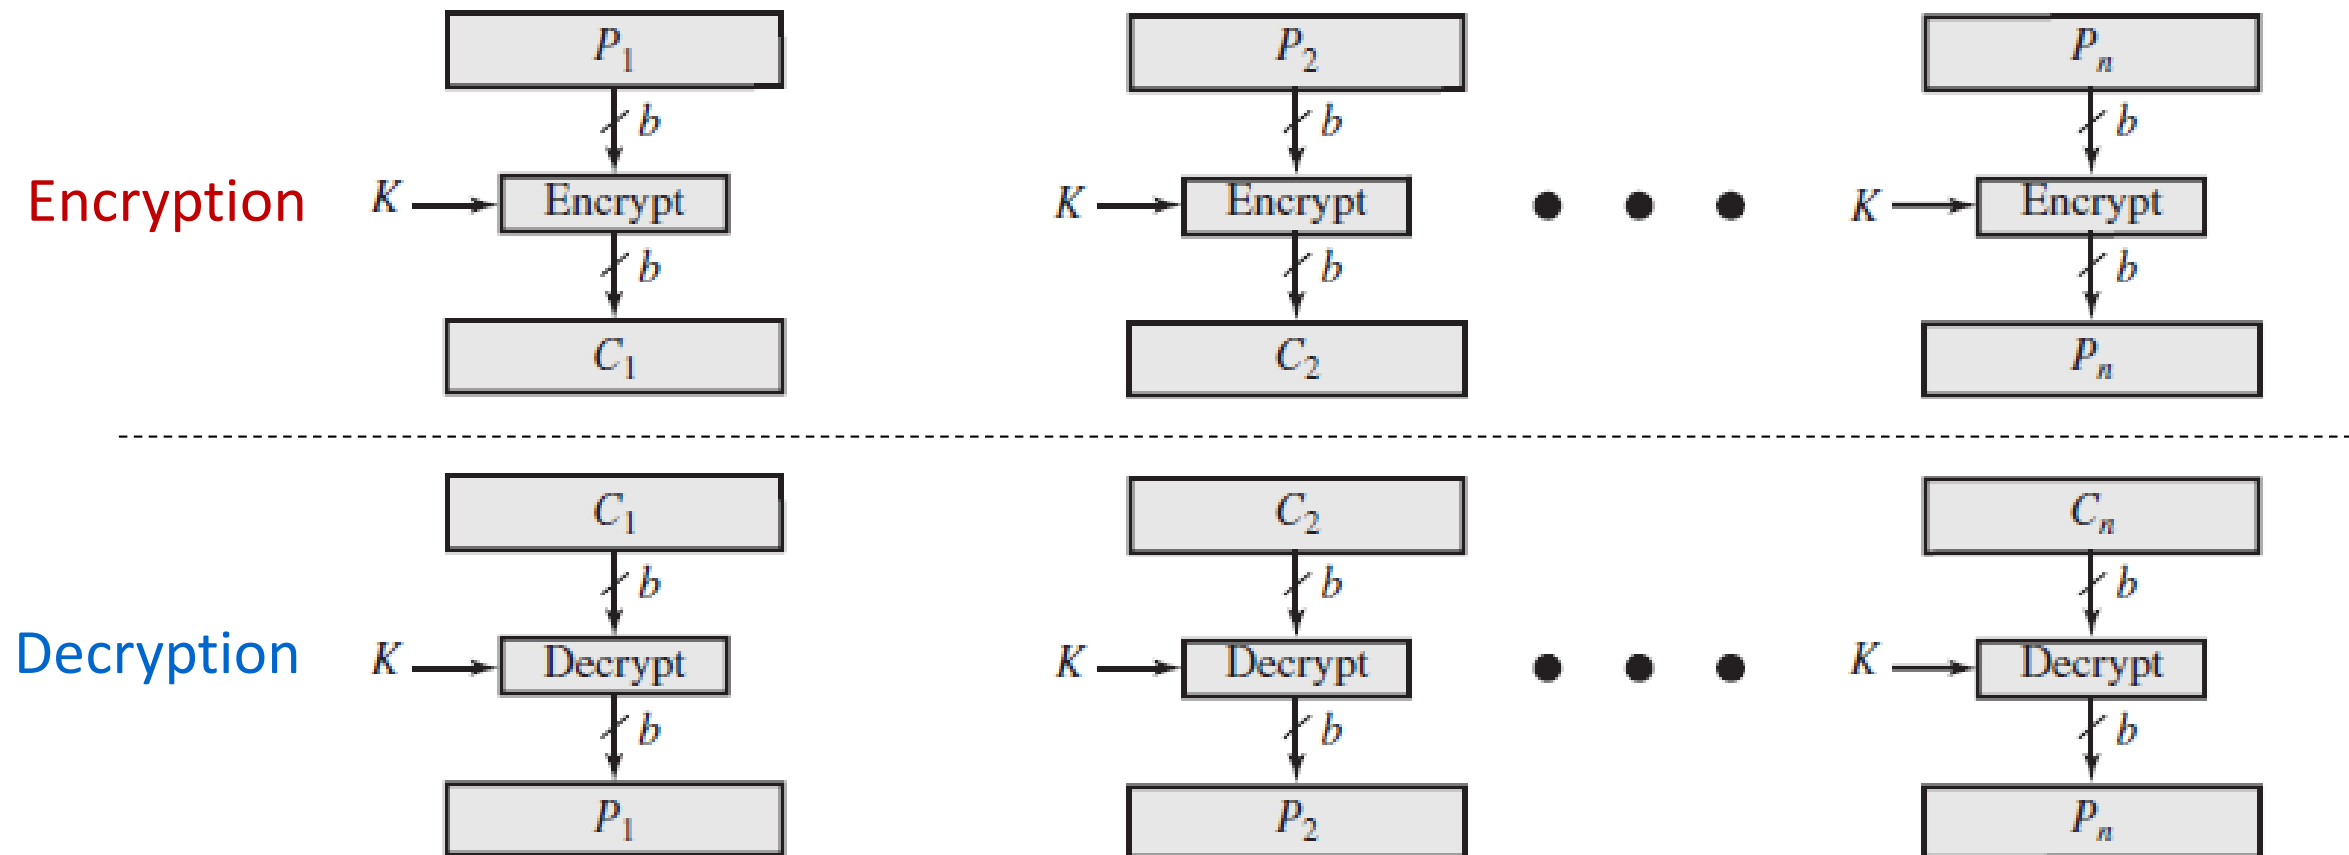 P1 P2 Pn
b b b
Encryption K Encrypt K Encrypt K Encrypt
b b b
C1 C2 Pn
C1 C2 Cn
b b b
Decryption K Decrypt K Decrypt K Decrypt
b b b
P1 P2 Pn